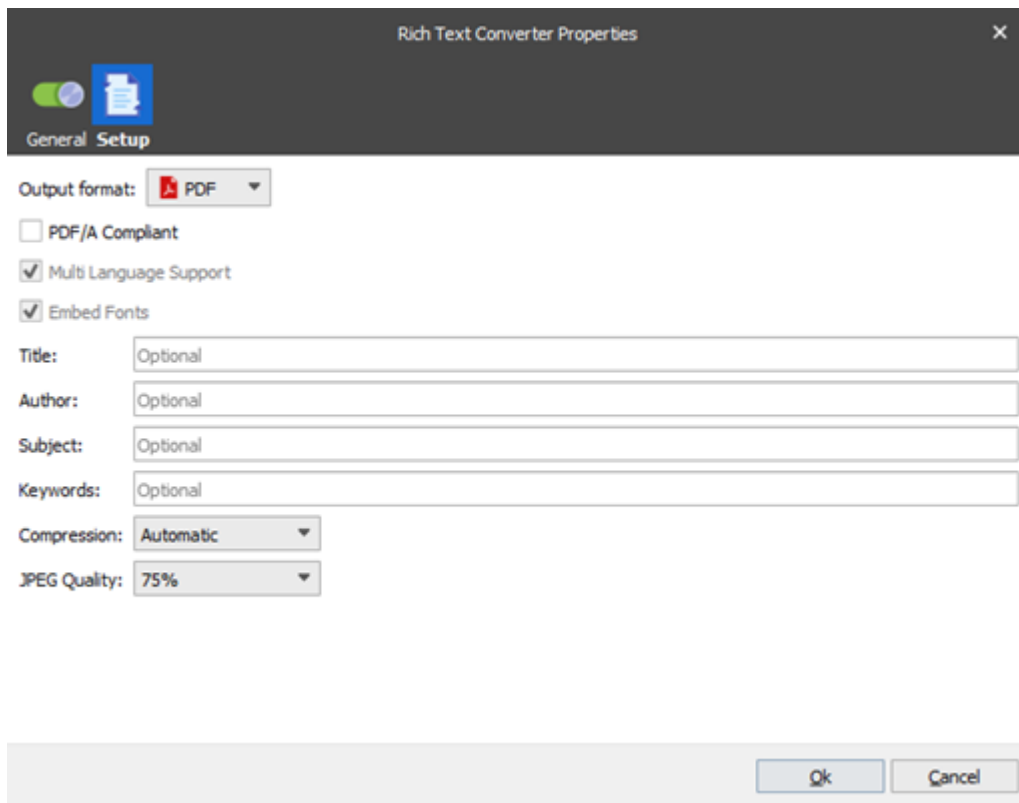 Rich Text Converter Properties
General Setup
Output format: PDF
PDF/A Compliant
Multi Language Support
Embed Fonts
Title: Optional
Author: Optional
Subject: Optional
Keywords: Optional
Compression: Automatic
JPEG Quality: 75%
Ok Cancel